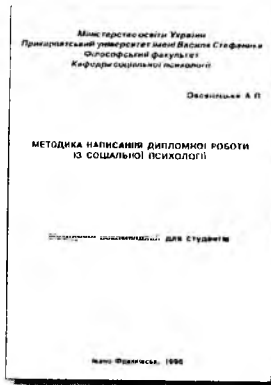 Міністерство освіти України
Прикарпатський університет імені Василя Стефаника
Філософський факультет
Кафедра соціальної психології
А.П.
МЕТОДИКА НАПИСАННЯ ДИПЛОМНОЇ РОБОТИ
ІЗ СОЦІАЛЬНОЇ ПСИХОЛОГІЇ
для студентів
Івано-Франківськ, 1996